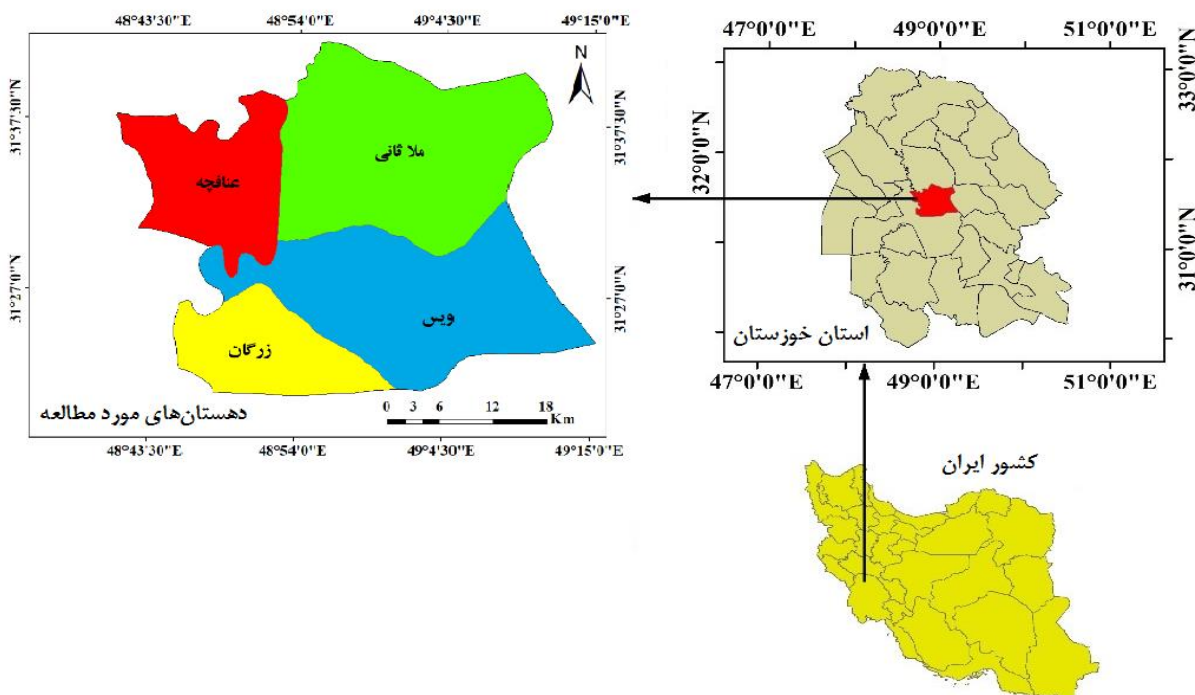 48°43'30"E 48°54'0"E 49°4'30"E 49°15'0"E
N
31°37'30"N
31°37'30"N
ملا ثانی
عنافچه
31°27'0"N
31°27'0"N
ویس
زرگان
دهستان‌های مورد مطالعه
0 3 6 12 18
Km
48°43'30"E 48°54'0"E 49°4'30"E 49°15'0"E
47°0'0"E 49°0'0"E 51°0'0"E
33°0'0"N
32°0'0"N
31°0'0"N
استان خوزستان
47°0'0"E 49°0'0"E 51°0'0"E
کشور ایران